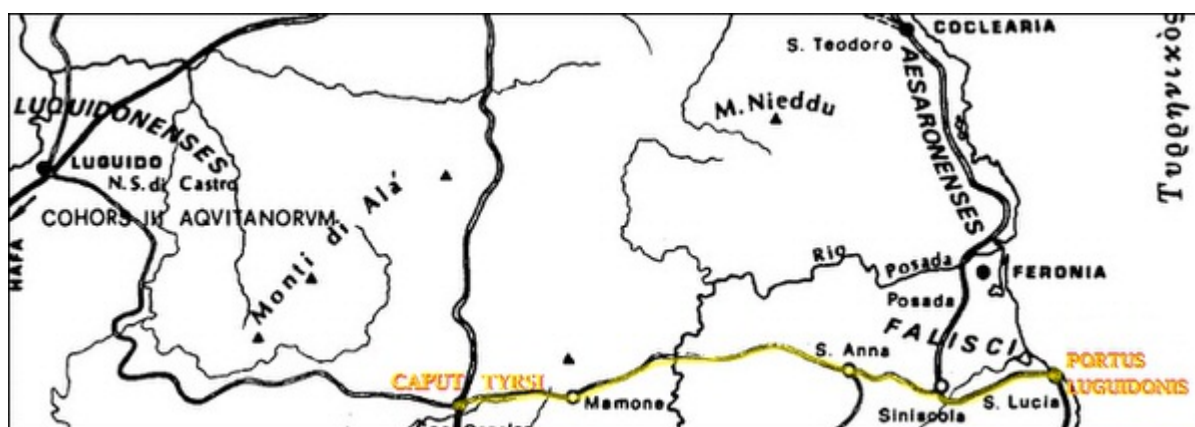 COCLEARIA
S. Teodoro
AESARONENSES
M. Nieddu
LUQUIDONENSES
LUGUIDO
N. S. di Castro
COHORS III AQVITANORVM
HAFA
Monti di Alà
Rio Posada
FERONIA
Posada
FALISCI
S. Anna
PORTUS
LUGUIDONIS
CAPUT TYRSI
Mamone
Siniscola
S. Lucia